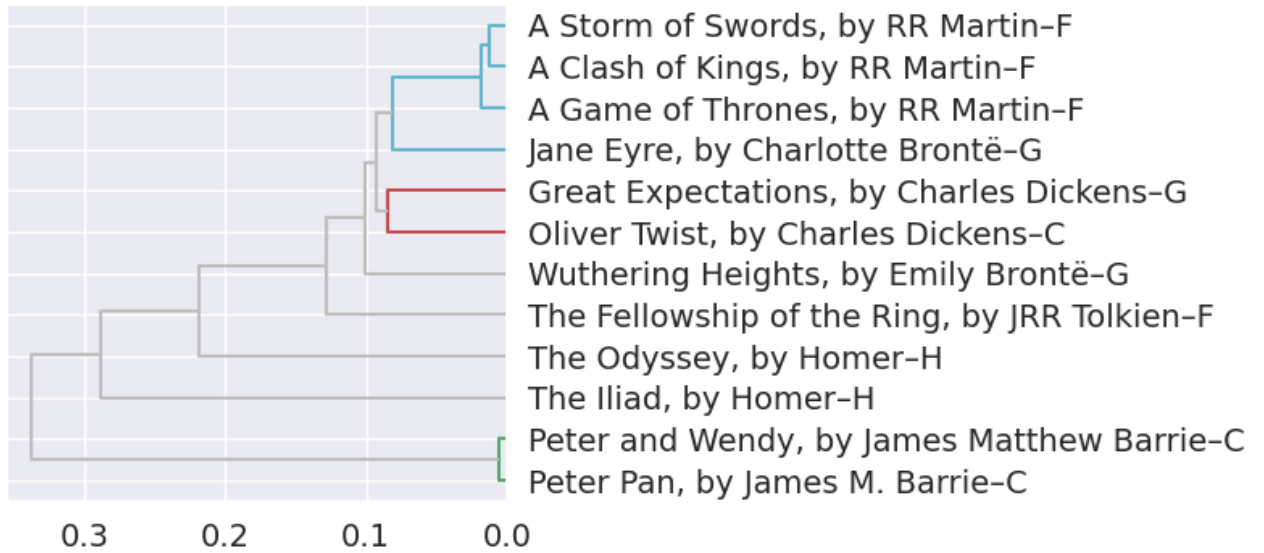 A Storm of Swords, by RR Martin–F
A Clash of Kings, by RR Martin–F
A Game of Thrones, by RR Martin–F
Jane Eyre, by Charlotte Brontë–G
Great Expectations, by Charles Dickens–G
Oliver Twist, by Charles Dickens–C
Wuthering Heights, by Emily Brontë–G
The Fellowship of the Ring, by JRR Tolkien–F
The Odyssey, by Homer–H
The Iliad, by Homer–H
Peter and Wendy, by James Matthew Barrie–C
Peter Pan, by James M. Barrie–C
0.3 0.2 0.1 0.0